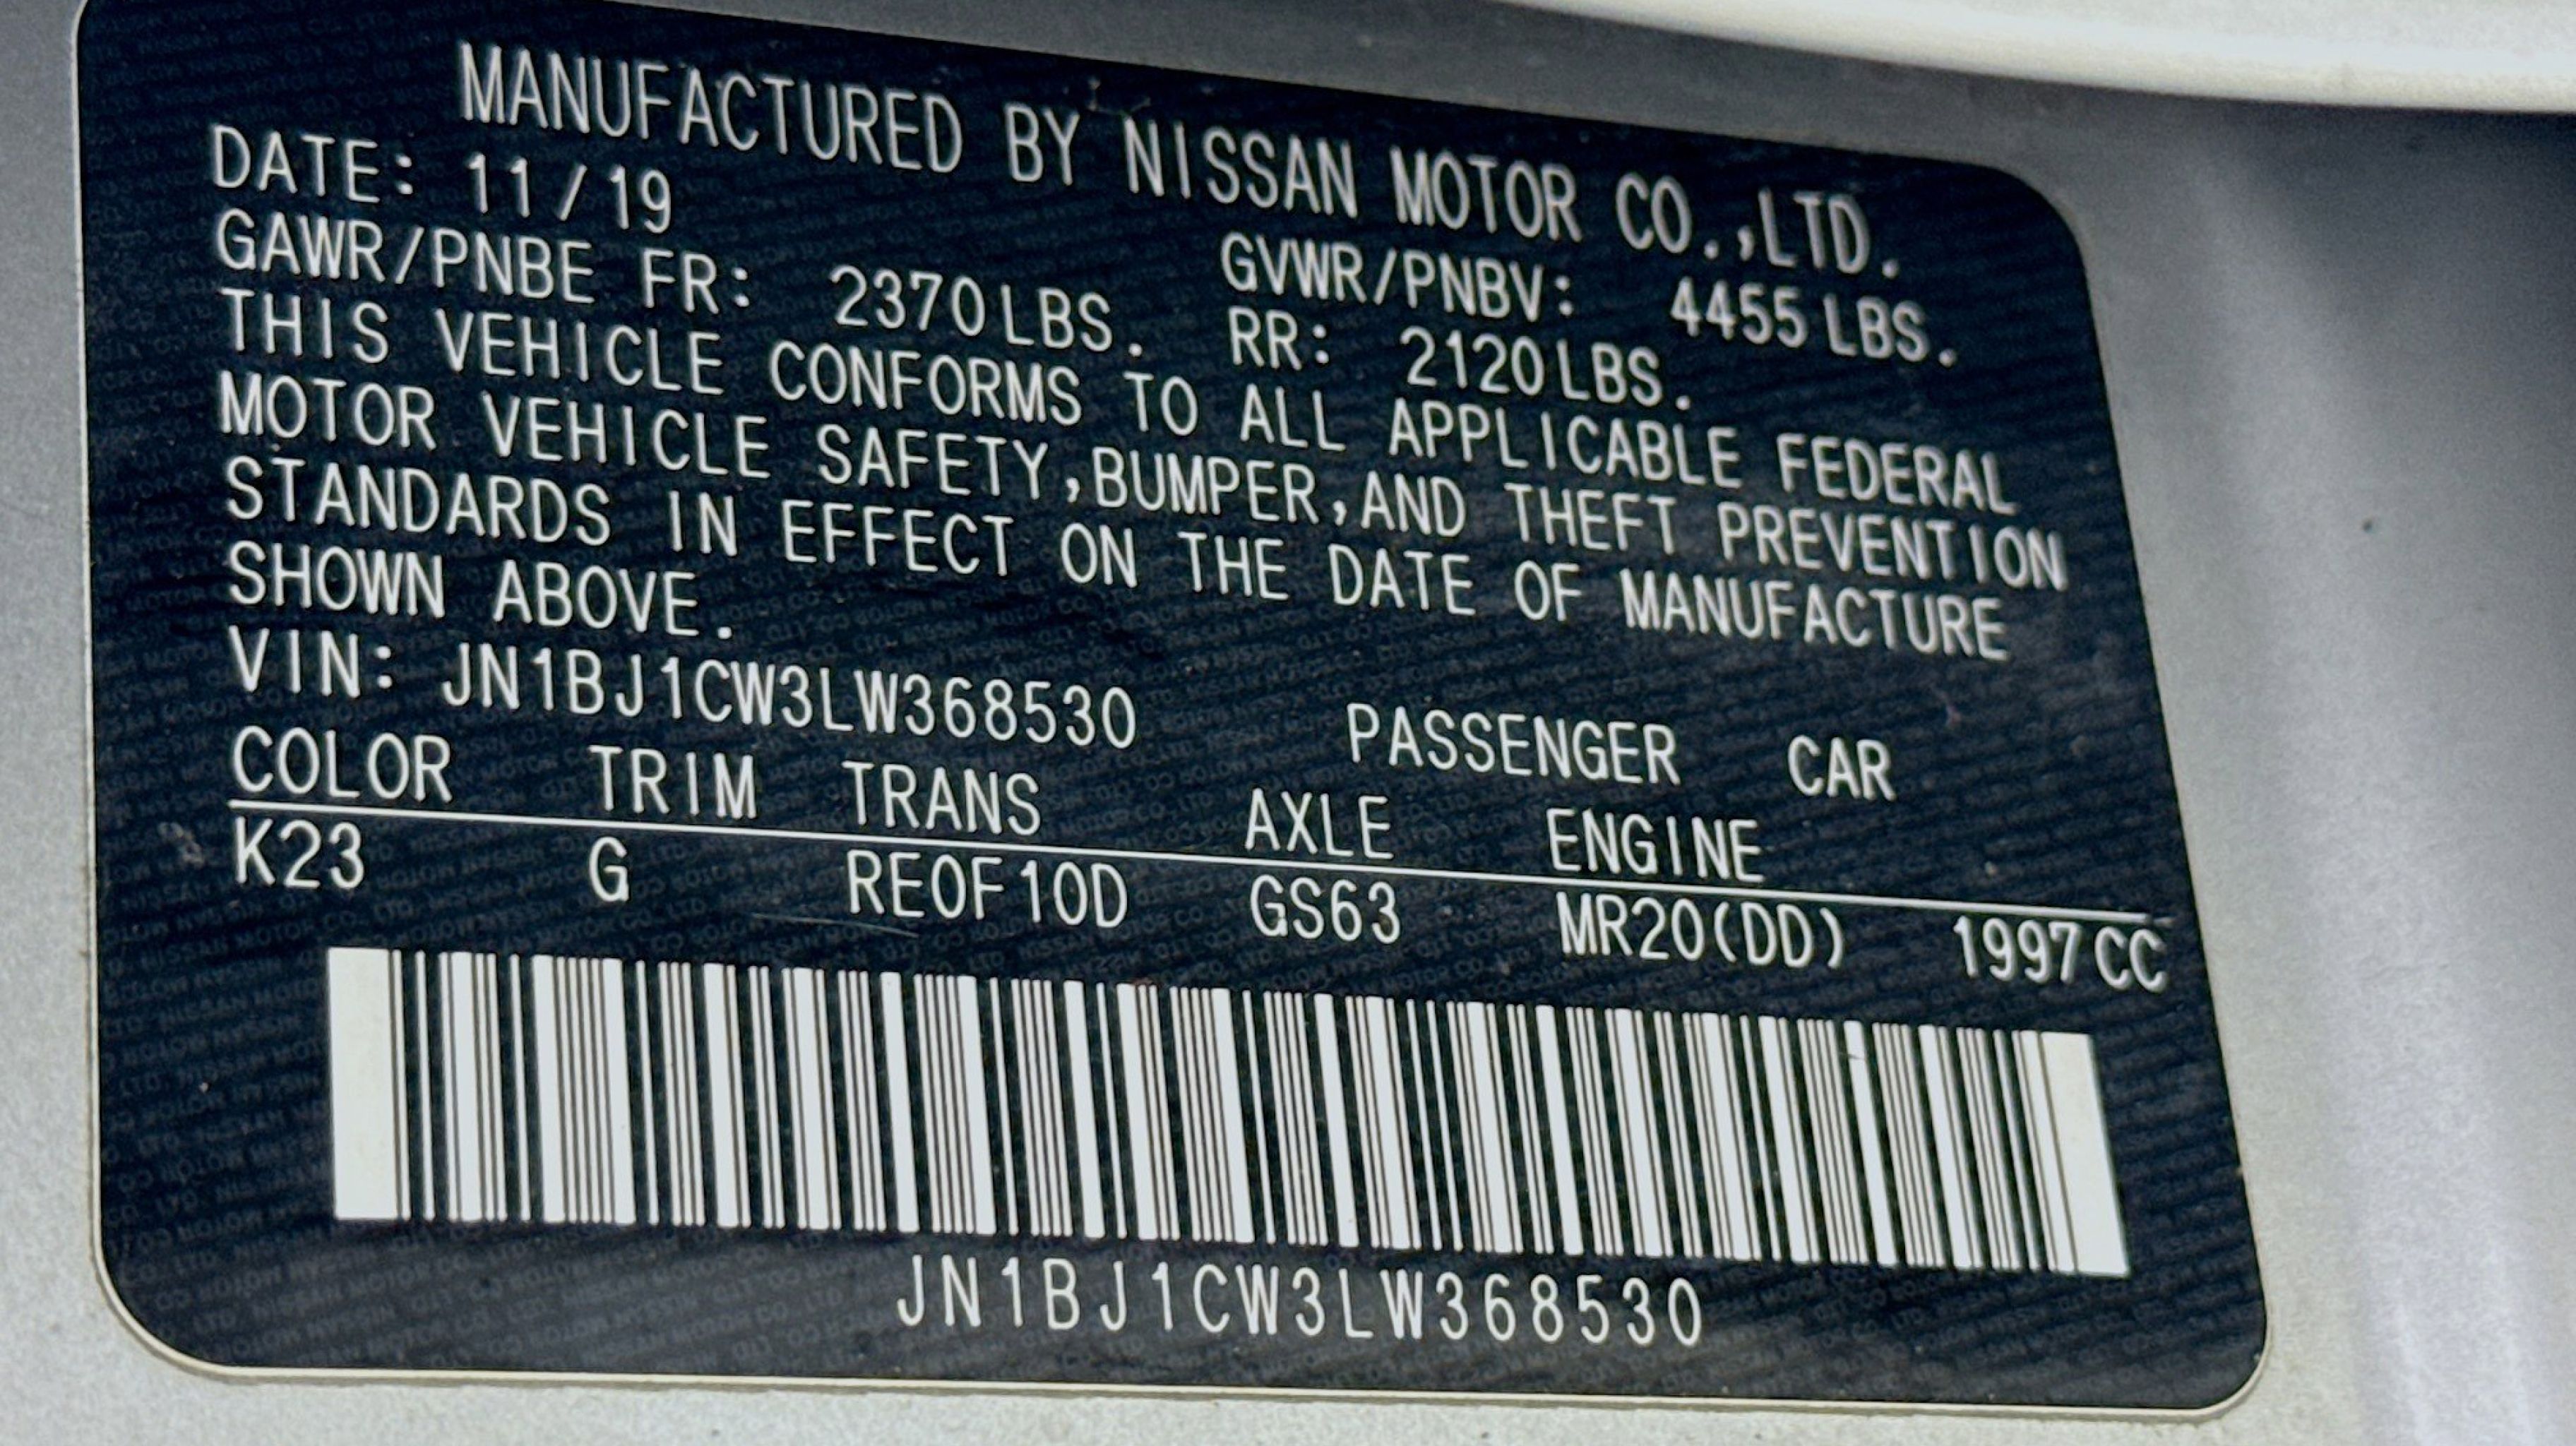 MANUFACTURED BY NISSAN MOTOR CO.,LTD.
DATE: 11/19 GVWR/PNBV: 4455 LBS.
GAWR/PNBE FR: 2370 LBS. RR: 2120 LBS.
THIS VEHICLE CONFORMS TO ALL APPLICABLE FEDERAL
MOTOR VEHICLE SAFETY,BUMPER,AND THEFT PREVENTION
STANDARDS IN EFFECT ON THE DATE OF MANUFACTURE
SHOWN ABOVE.
VIN: JN1BJ1CW3LW368530 PASSENGER CAR
COLOR TRIM TRANS AXLE ENGINE
K23 G RE0F10D GS63 MR20(DD) 1997 CC
JN1BJ1CW3LW368530